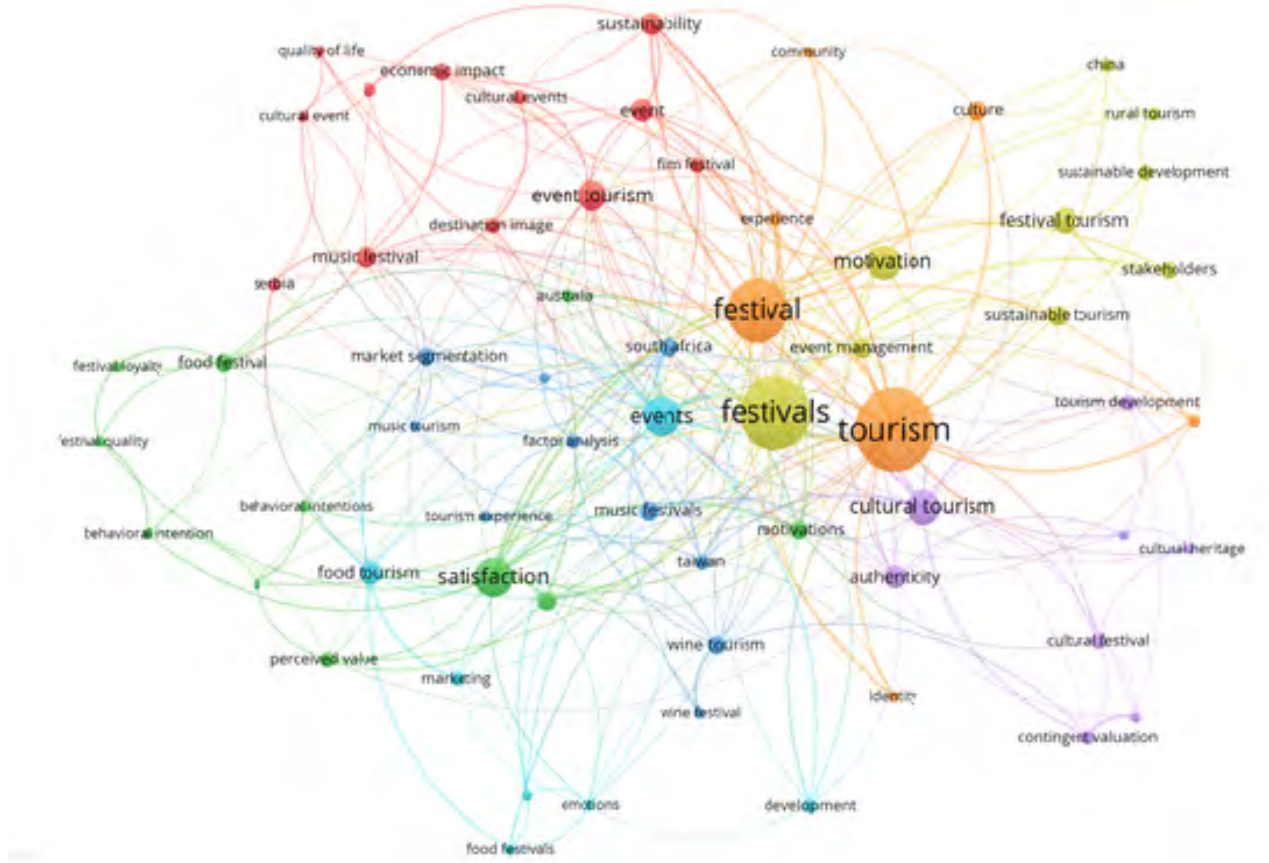 sustainability
quality of life
community
china
economic impact
cultural events
cultural event
event
culture
rural tourism
film festival
sustainable development
event tourism
destination image
experience
festival tourism
music festival
motivation
stakeholders
serbia
australia
festival
sustainable tourism
south africa
event management
market segmentation
festival loyalty
food festival
tourism development
events
festivals
tourism
music tourism
factor analysis
estival quality
behavioral intentions
tourism experience
music festivals
cultural tourism
motivations
behavioral intention
cultural heritage
food tourism
satisfaction
taiwan
authenticity
perceived value
wine tourism
cultural festival
marketing
identity
wine festival
contingent valuation
emotions
development
food festivals